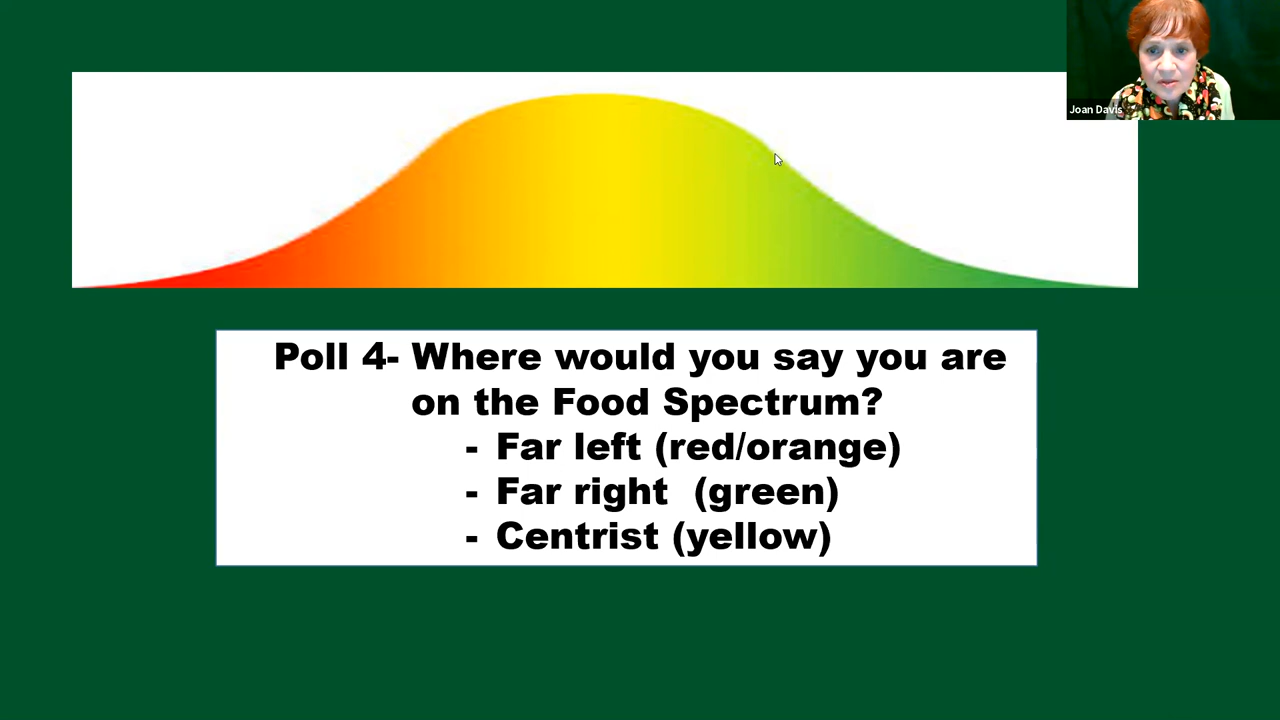 Joan Davis
Poll 4- Where would you say you are
on the Food Spectrum?
- Far left (red/orange)
- Far right (green)
- Centrist (yellow)